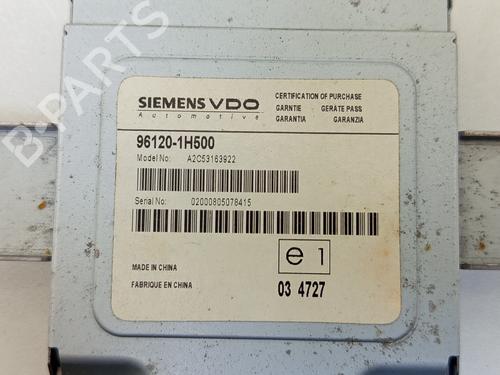 SIEMENS VDO
Automotive
CERTIFICATION OF PURCHASE
GARNTIE GERATE PASS
GARANTIA GARANZIA
96120-1H500
Model No: A2C53163922
Serial No: 02000805078415
MADE IN CHINA
FABRIQUE EN CHINA
e 1
03 4727
B-PARTS